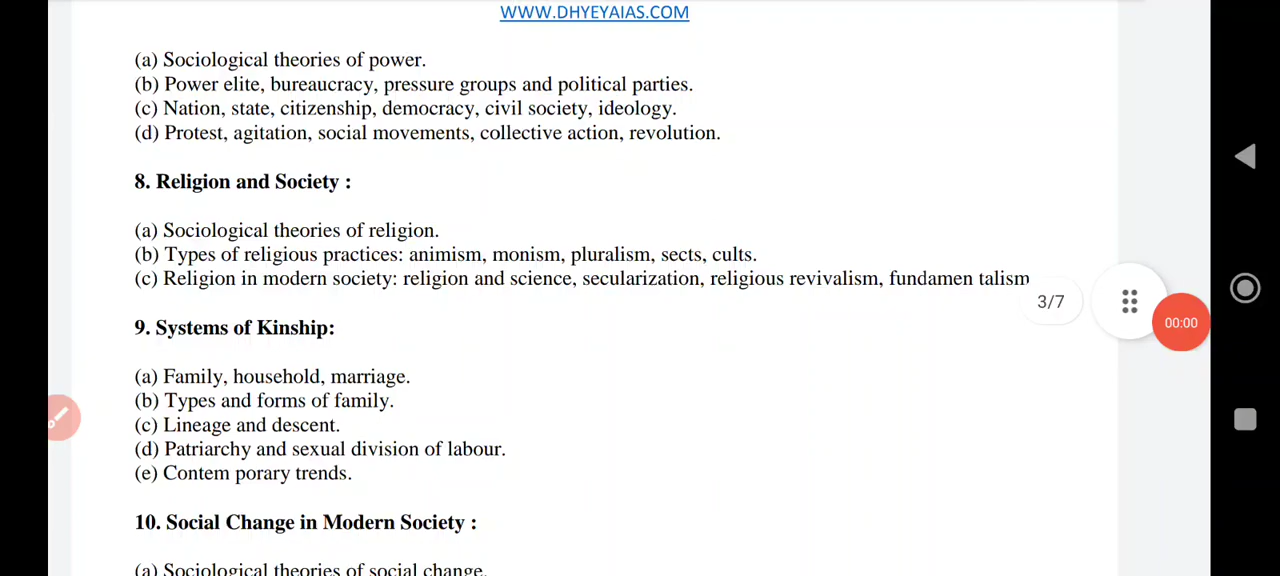 WWW.DHYEYAIAS.COM
(a) Sociological theories of power.
(b) Power elite, bureaucracy, pressure groups and political parties.
(c) Nation, state, citizenship, democracy, civil society, ideology.
(d) Protest, agitation, social movements, collective action, revolution.
8. Religion and Society :
(a) Sociological theories of religion.
(b) Types of religious practices: animism, monism, pluralism, sects, cults.
(c) Religion in modern society: religion and science, secularization, religious revivalism, fundamen talism
3/7
00:00
9. Systems of Kinship:
(a) Family, household, marriage.
(b) Types and forms of family.
(c) Lineage and descent.
(d) Patriarchy and sexual division of labour.
(e) Contem porary trends.
10. Social Change in Modern Society :
(a) Sociological theories of social change.